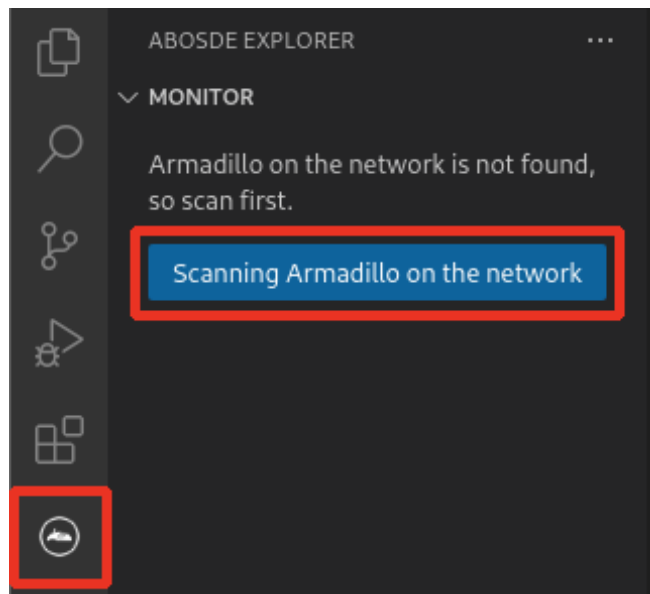 ABOSDE EXPLORER
MONITOR
Armadillo on the network is not found,
so scan first.
Scanning Armadillo on the network